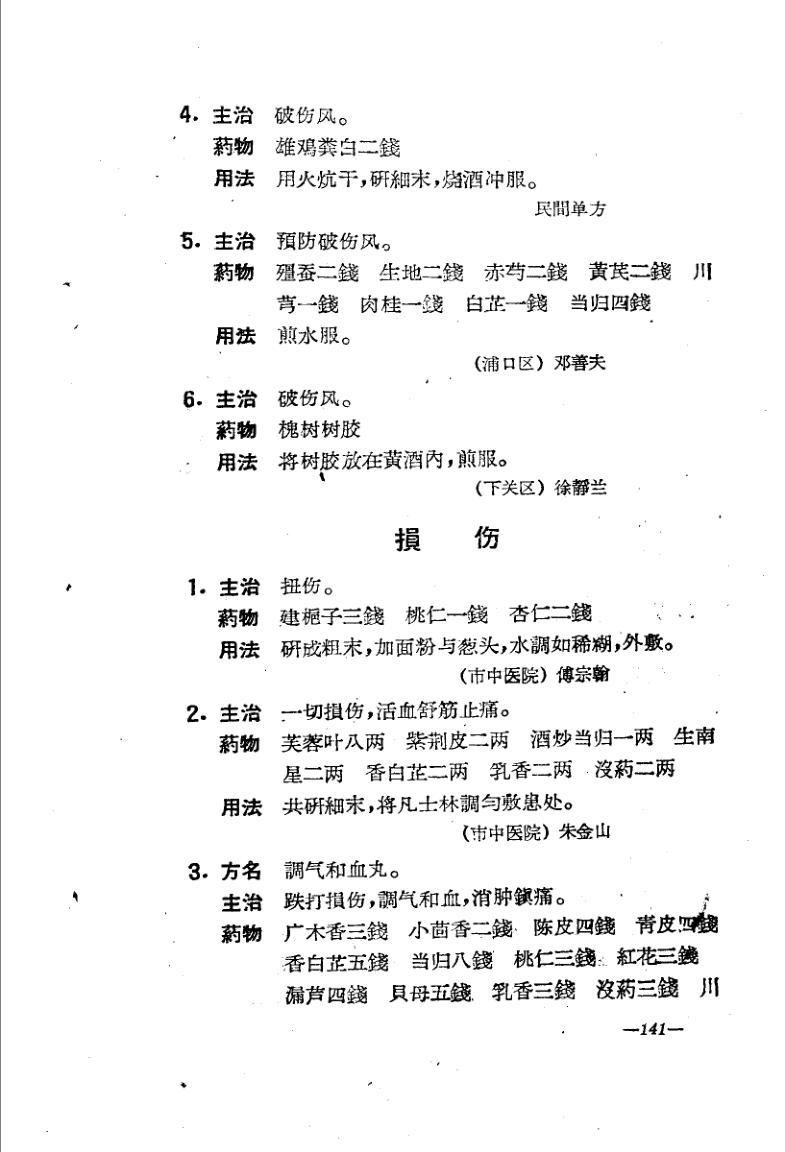 4. 主治 破伤风。
葯物 雄鸡粪白二錢
用法 用火炕干,研細末,烧酒冲服。
民間单方
5. 主治 預防破伤风。
葯物 殭蚕二錢 生地二錢 赤芍二錢 黃芪二錢 川
芎一錢 肉桂一錢 白芷一錢 当归四錢
用法 煎水服。
(浦口区) 邓善夫
6. 主治 破伤风。
葯物 槐树树胶
用法 将树胶放在黄酒內,煎服。
(下关区) 徐靜兰
損 伤
1. 主治 扭伤。
葯物 建梔子三錢 桃仁一錢 杏仁二錢
用法 研成粗末,加面粉与葱头,水調如稀糊,外敷。
(市中医院) 傅宗翰
2. 主治 一切損伤,活血舒筋止痛。
葯物 芙蓉叶八两 紫荆皮二两 酒炒当归一两 生南
星二两 香白芷二两 乳香二两 沒葯二两
用法 共研細末,将凡士林調匀敷患处。
(市中医院) 朱金山
3. 方名 調气和血丸。
主治 跌打損伤,調气和血,消肿鎮痛。
葯物 广木香三錢 小茴香二錢 陈皮四錢 靑皮四錢
香白芷五錢 当归八錢 桃仁三錢 紅花三錢
漏芦四錢 貝母五錢 乳香三錢 沒葯三錢 川
—141—